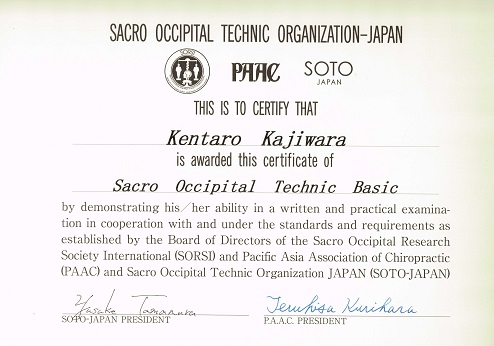 SACRO OCCIPITAL TECHNIC ORGANIZATION-JAPAN
SORSI
PAAC
SOTO
JAPAN
THIS IS TO CERTIFY THAT
Kentaro Kajiwara
is awarded this certificate of
Sacro Occipital Technic Basic
by demonstrating his/her ability in a written and practical examina-
tion in cooperation with and under the standards and requirements as
established by the Board of Directors of the Sacro Occipital Research
Society International (SORSI) and Pacific Asia Association of Chiropractic
(PAAC) and Sacro Occipital Technic Organization JAPAN (SOTO-JAPAN)
Teruhisa Kurihara
SOTO-JAPAN PRESIDENT
P.A.A.C. PRESIDENT